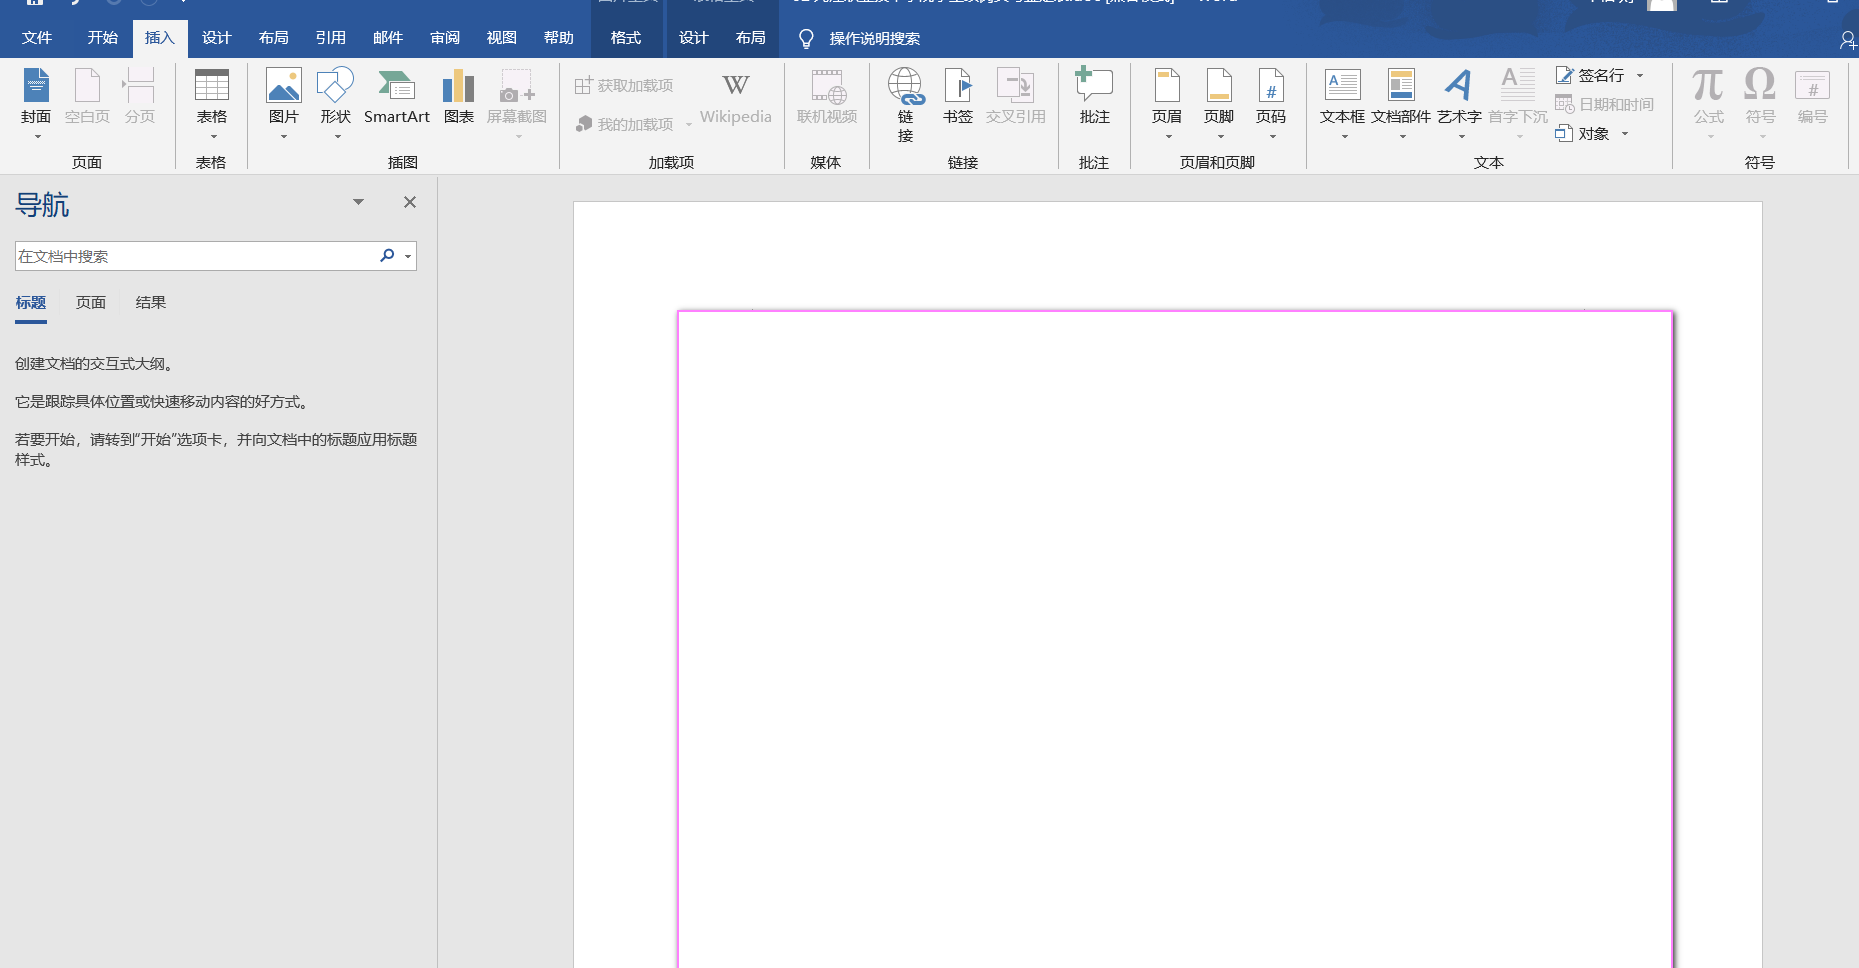 文件 开始 插入 设计 布局 引用 邮件 审阅 视图 帮助 格式 设计 布局 操作说明搜索
封面 空白页 分页 表格 图片 形状 SmartArt 图表 屏幕截图 获取加载项 我的加载项 Wikipedia 联机视频 链接 书签 交叉引用 批注 页眉 页脚 页码 文本框 文档部件 艺术字 首字下沉 签名行 日期和时间 对象 公式 符号 编号
页面 表格 插图 加载项 媒体 链接 批注 页眉和页脚 文本 符号
导航
在文档中搜索
标题 页面 结果
创建文档的交互式大纲。
它是跟踪具体位置或快速移动内容的好方式。
若要开始，请转到“开始”选项卡，并向文档中的标题应用标题
样式。